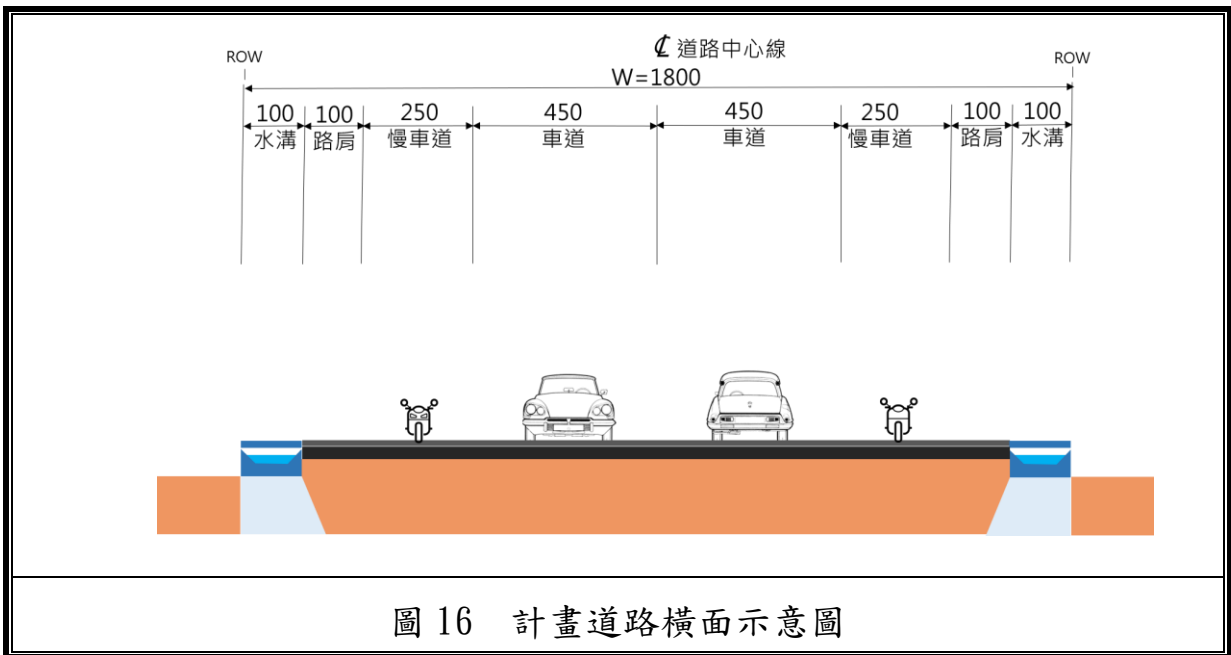 ℄ 道路中心線
ROW
ROW
W=1800
100 100 250 450 450 250 100 100
水溝 路肩 慢車道 車道 車道 慢車道 路肩 水溝
圖 16 計畫道路橫面示意圖